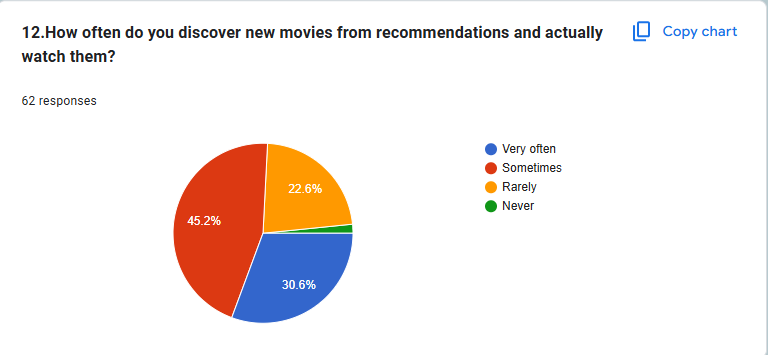 12.How often do you discover new movies from recommendations and actually
watch them?
Copy chart
62 responses
22.6%
45.2%
30.6%
Very often
Sometimes
Rarely
Never